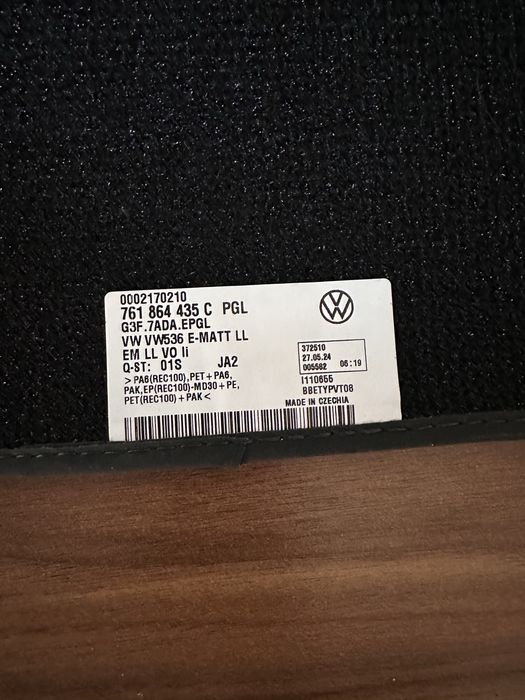 0002170210
761 864 435 C PGL
G3F.7ADA.EPGL
VW VW536 E-MATT LL
EM LL VO li
Q-ST: 01S JA2
> PA6(REC100),PET + PA6,
PAK,EP(REC100)-MD30 + PE,
PET(REC100) + PAK <
VW
372510
27.05.24
005582 06:19
I110655
BBETYPVT08
MADE IN CZECHIA